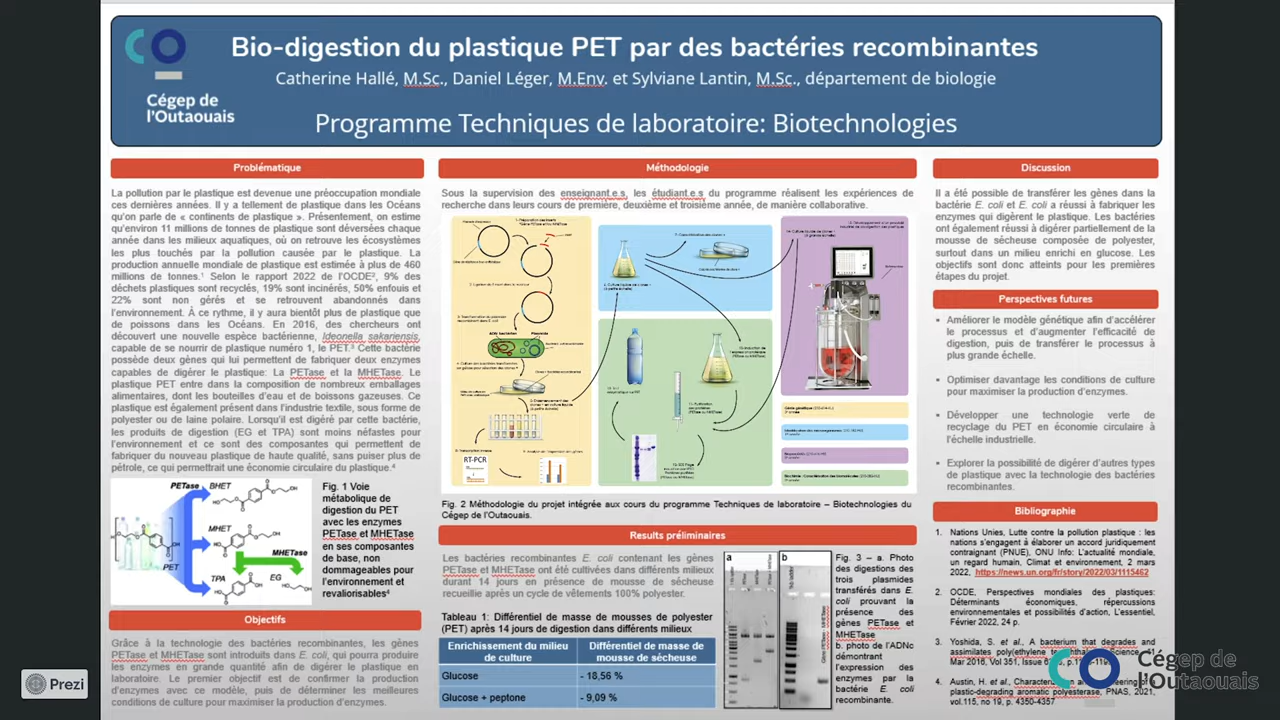 Bio-digestion du plastique PET par des bactéries recombinantes
Catherine Hallé, M.Sc., Daniel Léger, M.Env. et Sylviane Lantin, M.Sc., département de biologie
Cégep de
l'Outaouais
Programme Techniques de laboratoire: Biotechnologies
Problématique
La pollution par le plastique est devenue une préoccupation mondiale
ces dernières années. Il y a tellement de plastique dans les Océans
qu'on parle de « continents de plastique ». Présentement, on estime
qu'environ 11 millions de tonnes de plastique sont déversées chaque
année dans les milieux aquatiques, où on retrouve les écosystèmes
les plus touchés par la pollution causée par le plastique. La
production annuelle mondiale de plastique est estimée à plus de 460
millions de tonnes.¹ Selon le rapport 2022 de l'OCDE², 9% des
déchets plastiques sont recyclés, 19% sont incinérés, 50% enfouis et
22% sont non gérés et se retrouvent abandonnés dans
l'environnement. À ce rythme, il y aura bientôt plus de plastique que
de poissons dans les Océans. En 2016, des chercheurs ont
découvert une nouvelle espèce bactérienne, Ideonella sakariensis,
capable de se nourrir de plastique numéro 1, le PET.³ Cette bactérie
possède deux gènes qui lui permettent de fabriquer deux enzymes
capables de digérer le plastique: La PETase et la MHETase. Le
plastique PET entre dans la composition de nombreux emballages
alimentaires, dont les bouteilles d'eau et de boissons gazeuses. Ce
plastique est également présent dans l'industrie textile, sous forme de
polyester ou de laine polaire. Lorsqu'il est digéré par cette bactérie,
les produits de digestion (EG et TPA) sont moins néfastes pour
l'environnement et ce sont des composantes qui permettent de
fabriquer du nouveau plastique de haute qualité, sans puiser plus de
pétrole, ce qui permettrait une économie circulaire du plastique.⁴
PETase
BHET
MHET
MHETase
PET
TPA
EG
Fig. 1 Voie
métabolique de
digestion du PET
avec les enzymes
PETase et MHETase
en ses composantes
de base, non
dommageables pour
l'environnement et
revalorisables⁴
Objectifs
Grâce à la technologie des bactéries recombinantes, les gènes
PETase et MHETase sont introduits dans E. coli, qui pourra produire
les enzymes en grande quantité afin de digérer le plastique en
laboratoire. Le premier objectif est de confirmer la production
d'enzymes avec ce modèle, puis de déterminer les meilleures
conditions de culture pour maximiser la production d'enzymes.
Méthodologie
Sous la supervision des enseignant.e.s, les étudiant.e.s du programme réalisent les expériences de
recherche dans leurs cours de première, deuxième et troisième année, de manière collaborative.
RT-PCR
Fig. 2 Méthodologie du projet intégrée aux cours du programme Techniques de laboratoire – Biotechnologies du
Cégep de l'Outaouais.
Results préliminaires
Les bactéries recombinantes E. coli contenant les gènes
PETase et MHETase ont été cultivées dans différents milieux
durant 14 jours en présence de mousse de sécheuse
recueillie après un cycle de vêtements 100% polyester.
Tableau 1: Différentiel de masse de mousses de polyester
(PET) après 14 jours de digestion dans différents milieux
Enrichissement du milieu de culture
Différentiel de masse de mousse de sécheuse
Glucose
- 18,56 %
Glucose + peptone
- 9,09 %
a
b
Fig. 3 – a. Photo
des digestions des
trois plasmides
transférés dans E.
coli prouvant la
présence des
gènes PETase et
MHETase
b. photo de l'ADNc
démontrant
l'expression des
enzymes par la
bactérie E. coli
recombinante.
Discussion
Il a été possible de transférer les gènes dans la
bactérie E. coli et E. coli a réussi à fabriquer les
enzymes qui digèrent le plastique. Les bactéries
ont également réussi à digérer partiellement de la
mousse de sécheuse composée de polyester,
surtout dans un milieu enrichi en glucose. Les
objectifs sont donc atteints pour les premières
étapes du projet.
Perspectives futures
Améliorer le modèle génétique afin d'accélérer
le processus et d'augmenter l'efficacité de
digestion, puis de transférer le processus à
plus grande échelle.
Optimiser davantage les conditions de culture
pour maximiser la production d'enzymes.
Développer une technologie verte de
recyclage du PET en économie circulaire à
l'échelle industrielle.
Explorer la possibilité de digérer d'autres types
de plastique avec la technologie des bactéries
recombinantes.
Bibliographie
1. Nations Unies, Lutte contre la pollution plastique : les
nations s'engagent à élaborer un accord juridiquement
contraignant (PNUE), ONU Info: L'actualité mondiale,
un regard humain, Climat et environnement, 2 mars
2022, https://news.un.org/fr/story/2022/03/1115462
2. OCDE, Perspectives mondiales des plastiques:
Déterminants économiques, répercussions
environnementales et possibilités d'action, L'essentiel,
Février 2022, 24 p.
3. Yoshida, S. et al., A bacterium that degrades and
assimilates poly(ethylene
Mar 2016, Vol 351, Issue
4. Austin, H. et al.,
plastic-degrading aromatic polyesterase, PNAS, 2021,
vol.115, no 19, p. 4350-4357
Cégep de
l'Outaouais
Prezi